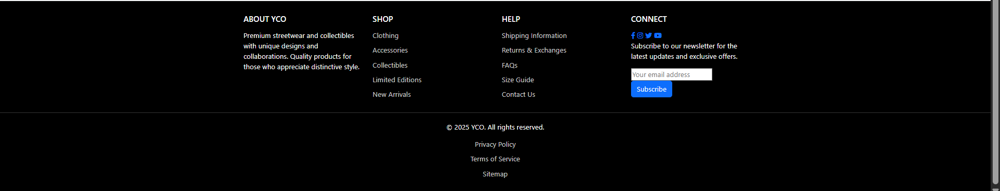 ABOUT YCO
Premium streetwear and collectibles
with unique designs and
collaborations. Quality products for
those who appreciate distinctive style.
SHOP
Clothing
Accessories
Collectibles
Limited Editions
New Arrivals
HELP
Shipping Information
Returns & Exchanges
FAQs
Size Guide
Contact Us
CONNECT
Subscribe to our newsletter for the
latest updates and exclusive offers.
Your email address
Subscribe
© 2025 YCO. All rights reserved.
Privacy Policy
Terms of Service
Sitemap